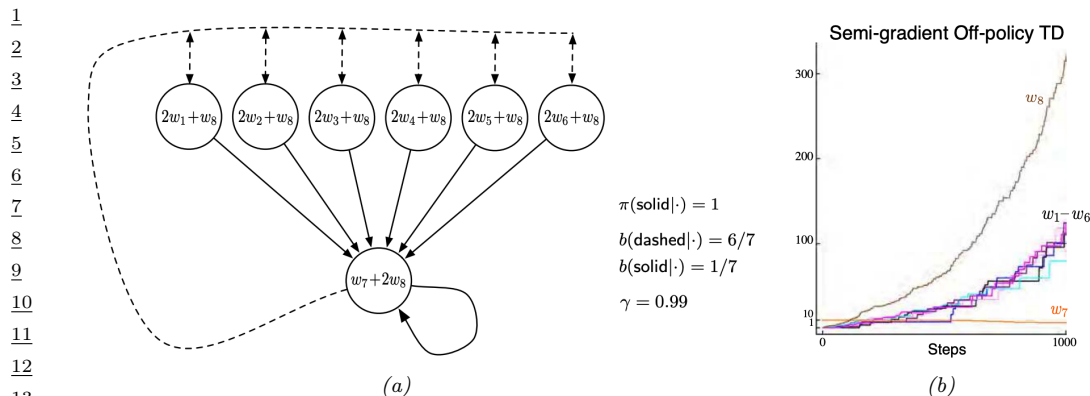 1
2
3
4
5
6
7
8
9
10
11
12
2w₁+w₈ 2w₂+w₈ 2w₃+w₈ 2w₄+w₈ 2w₅+w₈ 2w₆+w₈
w₇+2w₈
π(solid|·) = 1
b(dashed|·) = 6/7
b(solid|·) = 1/7
γ = 0.99
(a)
Semi-gradient Off-policy TD
300
w₈
200
w₁– w₆
100
10
w₇
1
0 1000
Steps
(b)